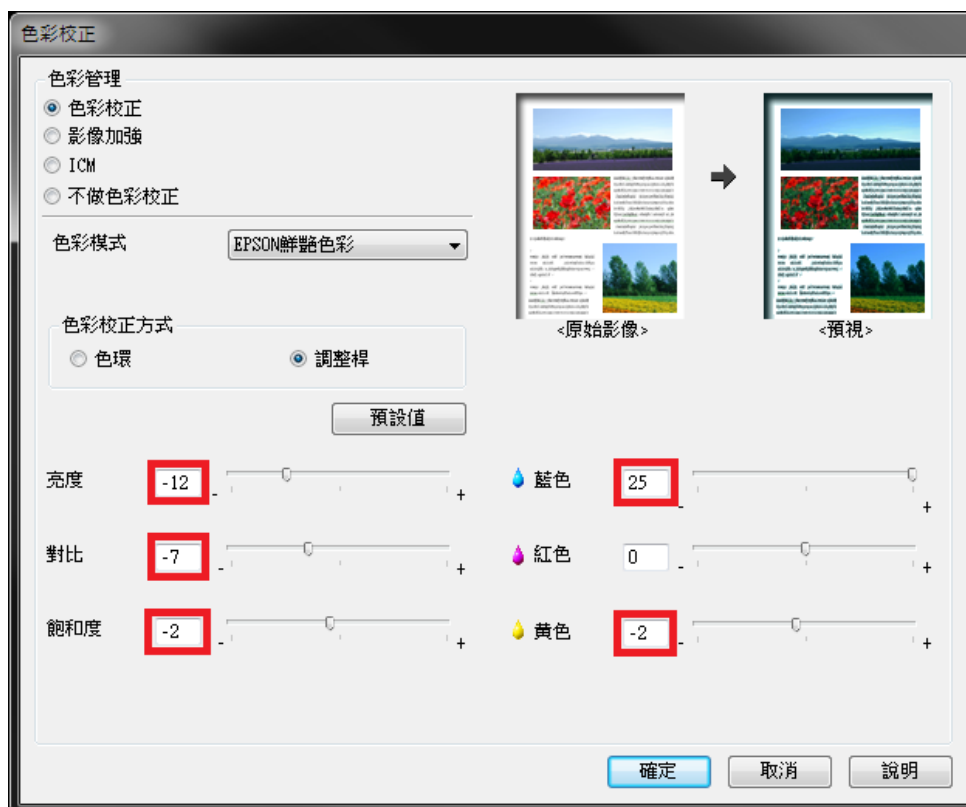 色彩校正
色彩管理
色彩校正
影像加強
ICM
不做色彩校正
色彩模式
EPSON鮮豔色彩
色彩校正方式
色環
調整桿
預設值
<原始影像>
<預視>
亮度
-12
- +
對比
-7
- +
飽和度
-2
- +
藍色
25
- +
紅色
0
- +
黃色
-2
- +
確定
取消
說明